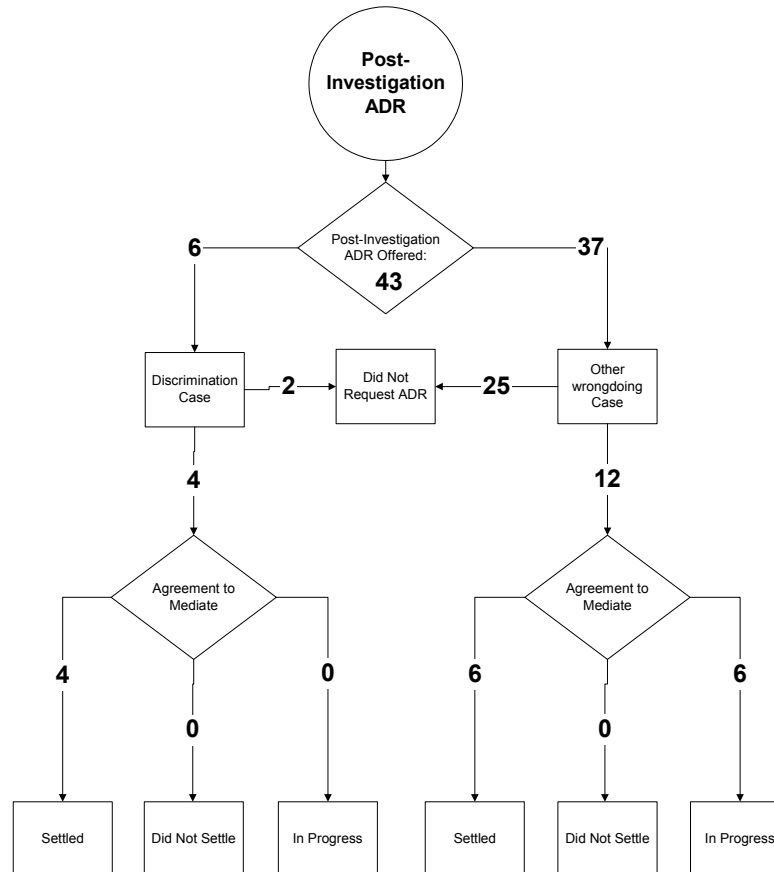 Post-
Investigation
ADR
6
Post-Investigation
ADR Offered:
43
37
Discrimination
Case
2
Did Not
Request ADR
25
Other
wrongdoing
Case
4
12
Agreement to
Mediate
Agreement to
Mediate
4
0
0
6
0
6
Settled
Did Not Settle
In Progress
Settled
Did Not Settle
In Progress